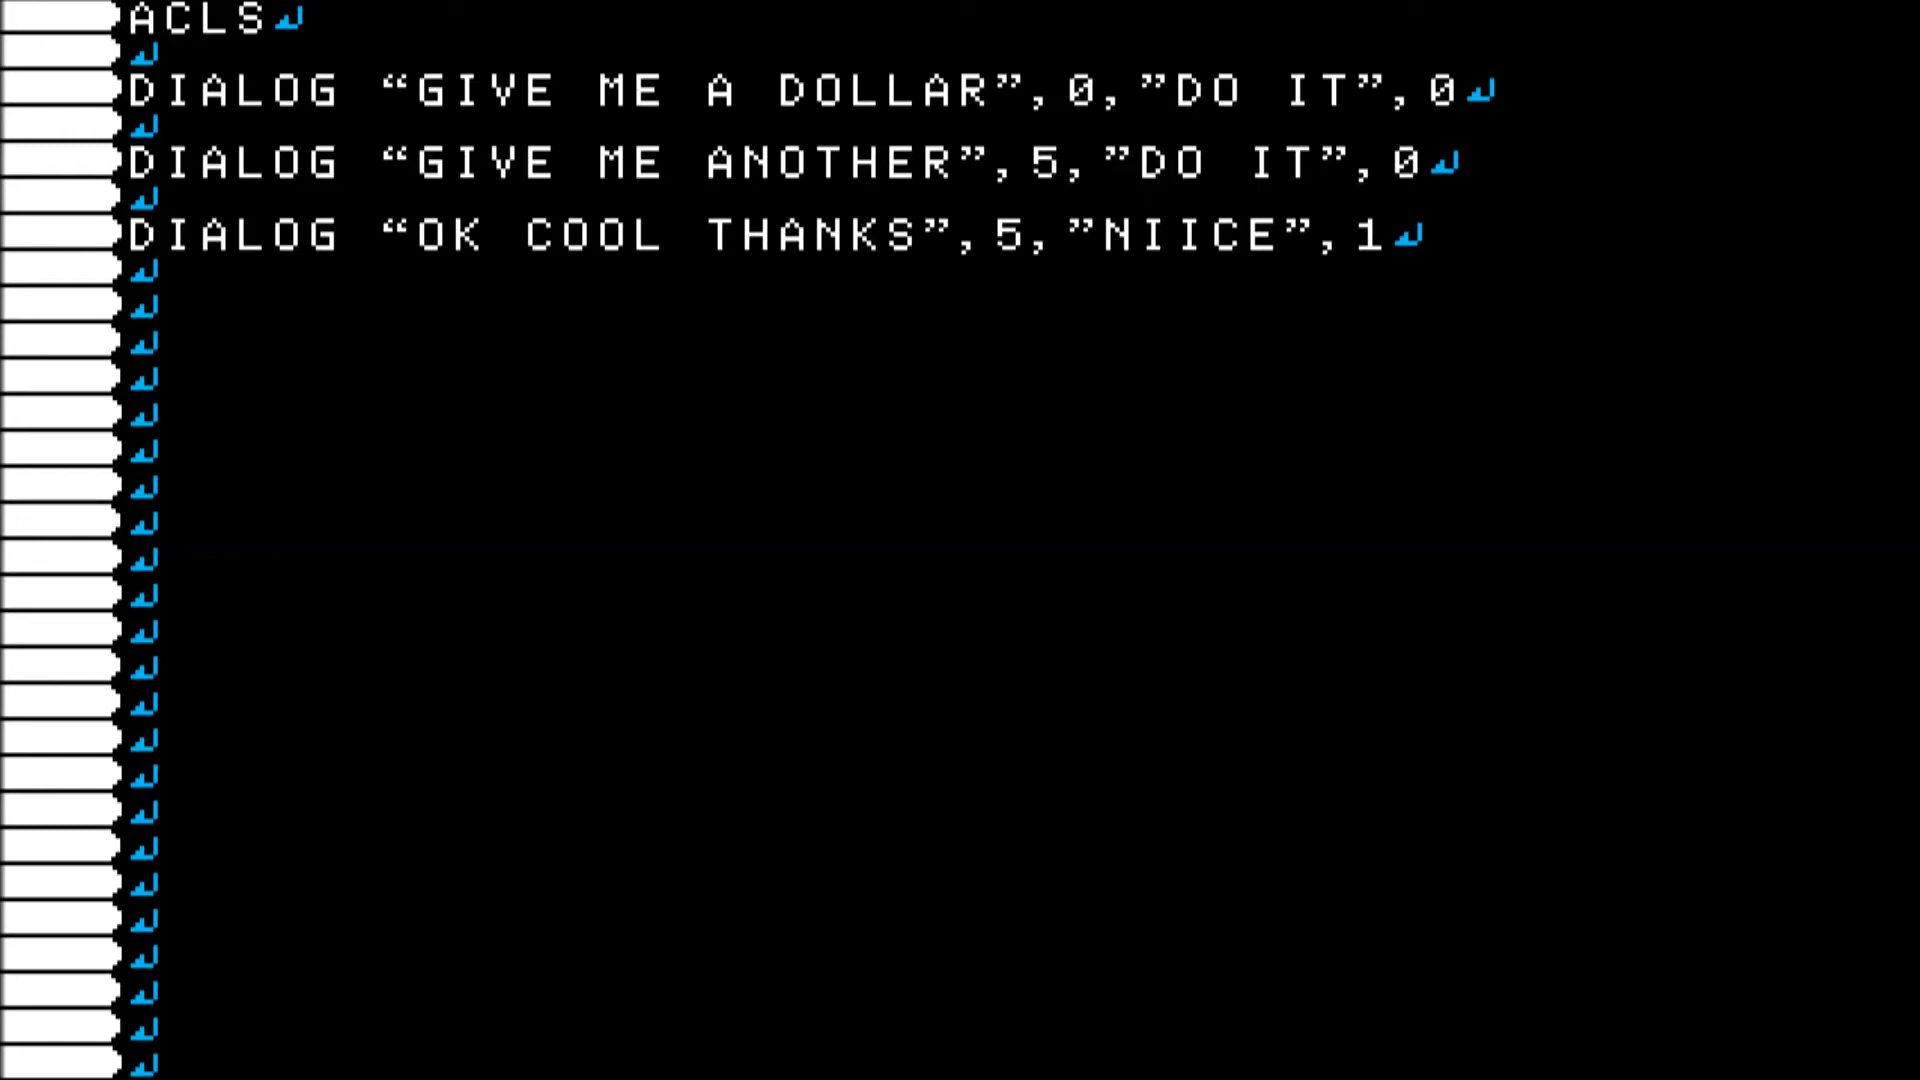 ACLS
DIALOG “GIVE ME A DOLLAR”,0,”DO IT”,0
DIALOG “GIVE ME ANOTHER”,5,”DO IT”,0
DIALOG “OK COOL THANKS”,5,”NIICE”,1